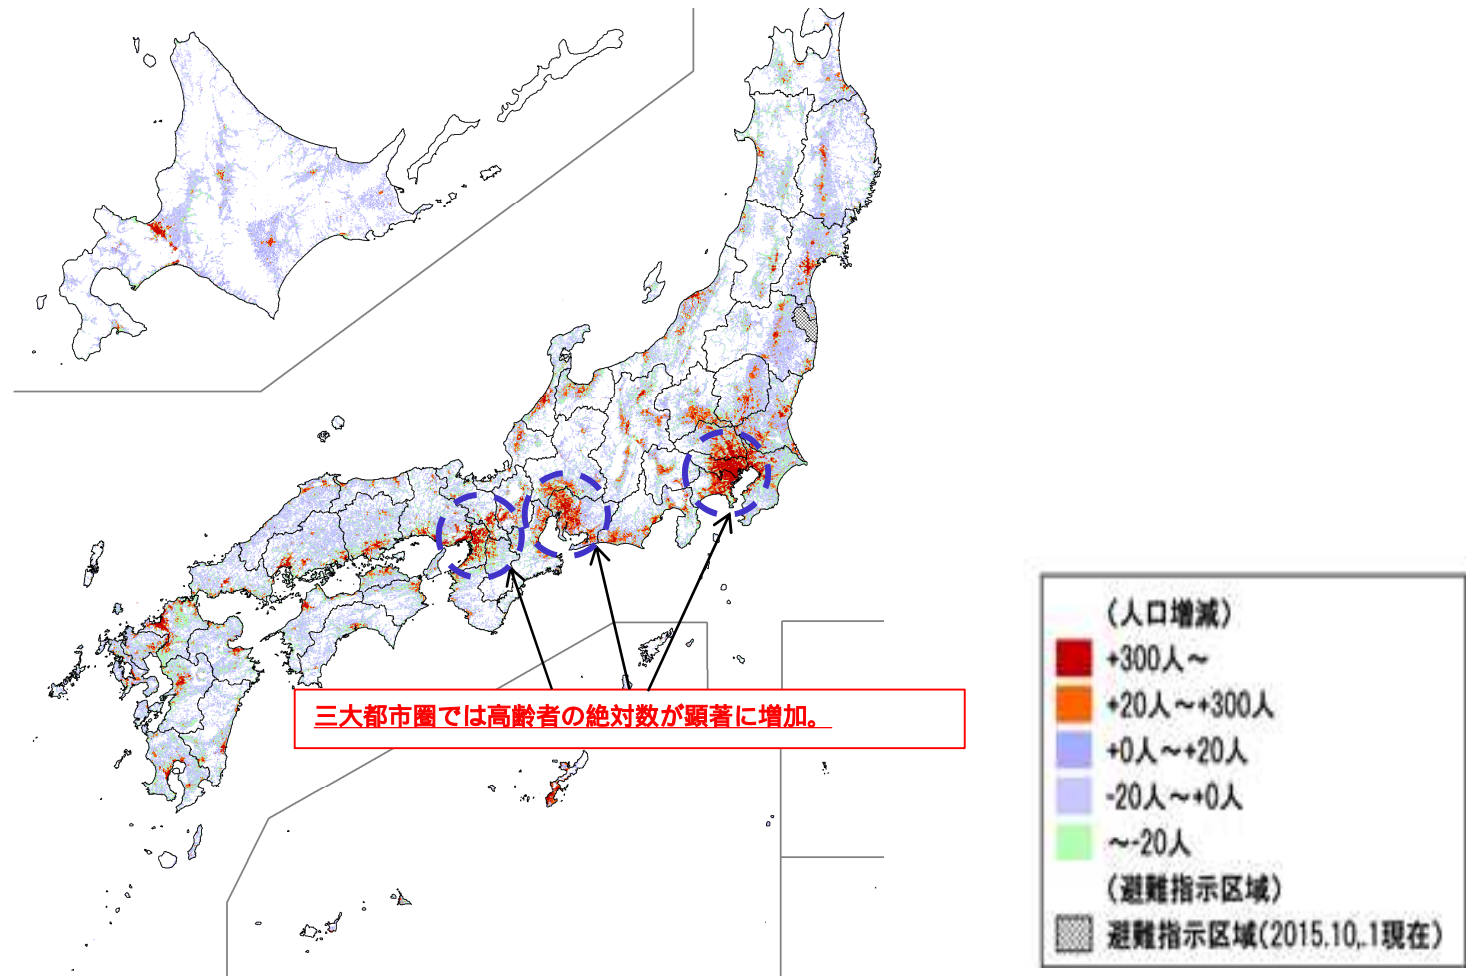 三大都市圏では高齢者の絶対数が顕著に増加。
（人口増減）
+300人～
+20人～+300人
+0人～+20人
-20人～+0人
～-20人
（避難指示区域）
避難指示区域(2015.10,.1現在)